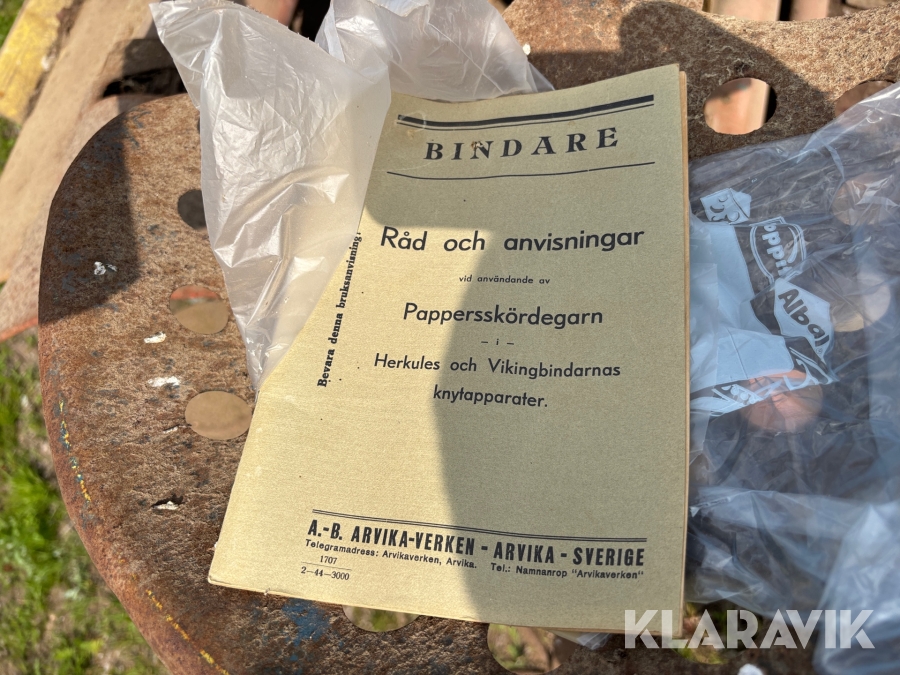 BINDARE
Råd och anvisningar
vid användande av
Pappersskördegarn
– i –
Herkules och Vikingbindarnas
knytapparater.
Bevara denna bruksanvisning!
A.-B. ARVIKA-VERKEN - ARVIKA - SVERIGE
Telegramadress: Arvikaverken, Arvika. Tel.: Namnanrop "Arvikaverken"
1707
2—44—3000
Alba
KLARAVIK